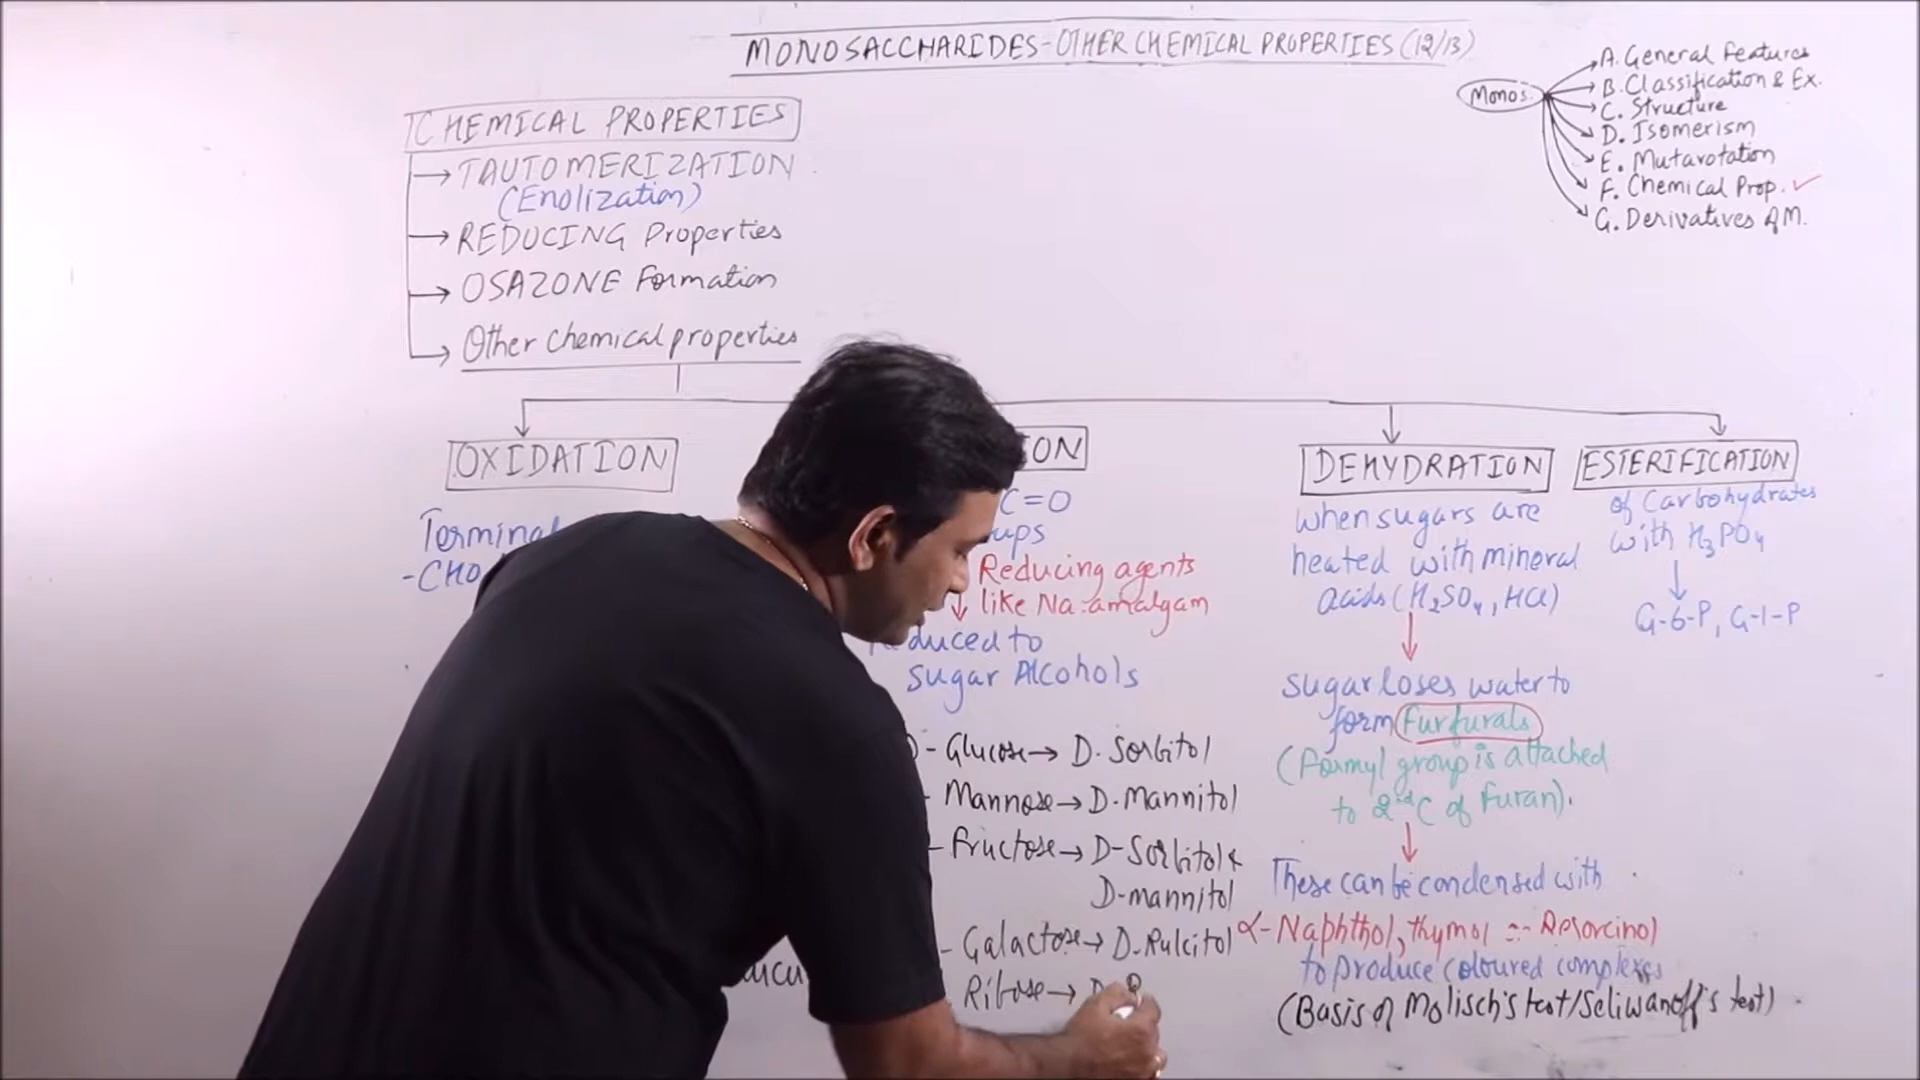 MONOSACCHARIDES-OTHER CHEMICAL PROPERTIES (12/13)
Monos.
A. General Features
B. Classification & Ex.
C. Structure
D. Isomerism
E. Mutarotation
F. Chemical Prop. ✓
G. Derivatives of M.
CHEMICAL PROPERTIES
→ TAUTOMERIZATION
(Enolization)
→ REDUCING Properties
→ OSAZONE Formation
→ Other Chemical properties
OXIDATION
Terminal
-CHO
ON
C=O
ups
Reducing agents
↓ like Na-amalgam
duced to
Sugar Alcohols
- Glucose → D-Sorbitol
- Mannose → D-Mannitol
- Fructose → D-Sorbitol &
D-mannitol
- Galactose → D-Dulcitol
Ribose → D
DEHYDRATION
when sugars are
heated with mineral
acids (H2SO4, HCl)
↓
Sugar loses water to
form Furfurals
(Formyl group is attached
to 2nd C of Furan).
↓
These can be condensed with
α-Naphthol, thymol or Resorcinol
to produce coloured complexes
(Basis of Molisch's test/Seliwanoff's test)
ESTERIFICATION
of Carbohydrates
with H3PO4
↓
G-6-P, G-1-P